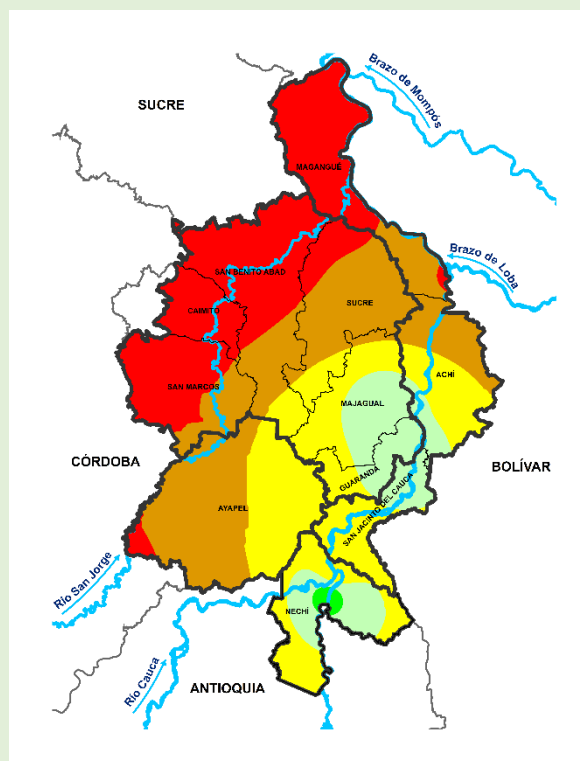 Brazo de Mompós
SUCRE
MAGANGUÉ
Brazo de Loba
SAN BENITO ABAD
SUCRE
CAIMITO
ACHÍ
SAN MARCOS
MAJAGUAL
CÓRDOBA
BOLÍVAR
GUARANDA
SAN JACINTO DEL CAUCA
AYAPEL
Río San Jorge
NECHÍ
Río Cauca
ANTIOQUIA